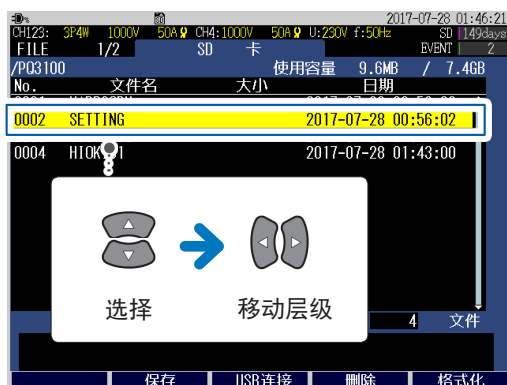 2017-07-28 01:46:21
CH123: 3P4W 1000V 50A CH4:1000V 50A U:230V f:50Hz SD 149days
FILE 1/2 SD 卡 EVENT 2
/PQ3100 使用容量 9.6MB / 7.4GB
No. 文件名 大小 日期
0002 SETTING 2017-07-28 00:56:02
0004 HIOK 1 2017-07-28 01:43:00
选择 移动层级
4 文件
保存 USB连接 删除 格式化